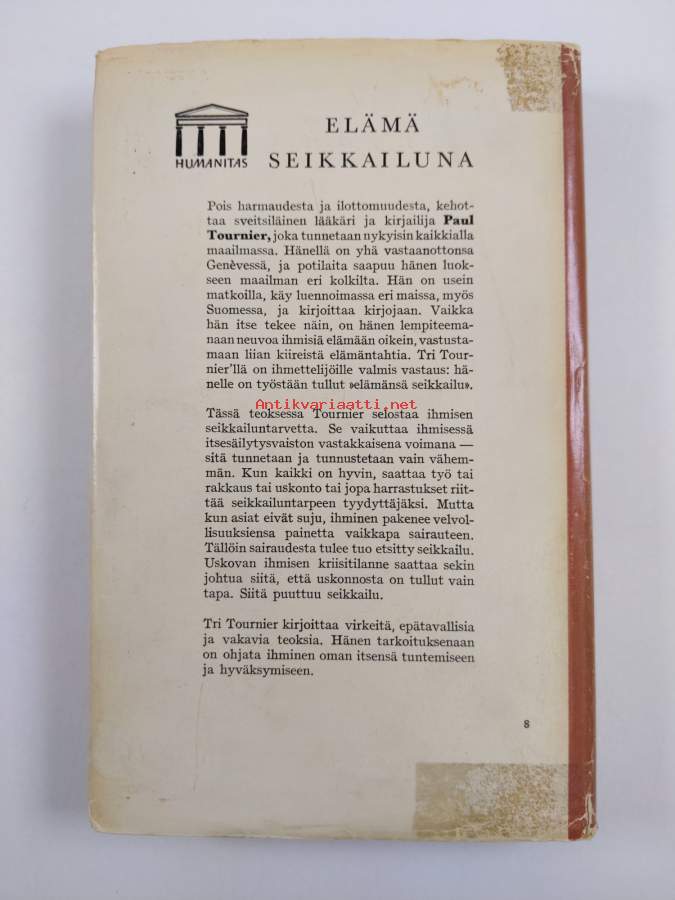 HUMANITAS
ELÄMÄ
SEIKKAILUNA
Pois harmaudesta ja ilottomuudesta, kehot-
taa sveitsiläinen lääkäri ja kirjailija Paul
Tournier, joka tunnetaan nykyisin kaikkialla
maailmassa. Hänellä on yhä vastaanottonsa
Genèvessä, ja potilaita saapuu hänen luok-
seen maailman eri kolkilta. Hän on usein
matkoilla, käy luennoimassa eri maissa, myös
Suomessa, ja kirjoittaa kirjojaan. Vaikka
hän itse tekee näin, on hänen lempiteema-
naan neuvoa ihmisiä elämään oikein, vastusta-
maan liian kiireistä elämäntahtia. Tri Tour-
nier'llä on ihmettelijöille valmis vastaus: hä-
nelle on työstään tullut »elämänsä seikkailu».
Antikvariaatti.net
Tässä teoksessa Tournier selostaa ihmisen
seikkailuntarvetta. Se vaikuttaa ihmisessä
itsesäilytysvaiston vastakkaisena voimana —
sitä tunnetaan ja tunnustetaan vain vähem-
män. Kun kaikki on hyvin, saattaa työ tai
rakkaus tai uskonto tai jopa harrastukset riit-
tää seikkailuntarpeen tyydyttäjäksi. Mutta
kun asiat eivät suju, ihminen pakenee velvol-
lisuuksiensa painetta vaikkapa sairauteen.
Tällöin sairaudesta tulee tuo etsitty seikkailu.
Uskovan ihmisen kriisitilanne saattaa sekin
johtua siitä, että uskonnosta on tullut vain
tapa. Siitä puuttuu seikkailu.
Tri Tournier kirjoittaa virkeitä, epätavallisia
ja vakavia teoksia. Hänen tarkoituksenaan
on ohjata ihminen oman itsensä tuntemiseen
ja hyväksymiseen.
8